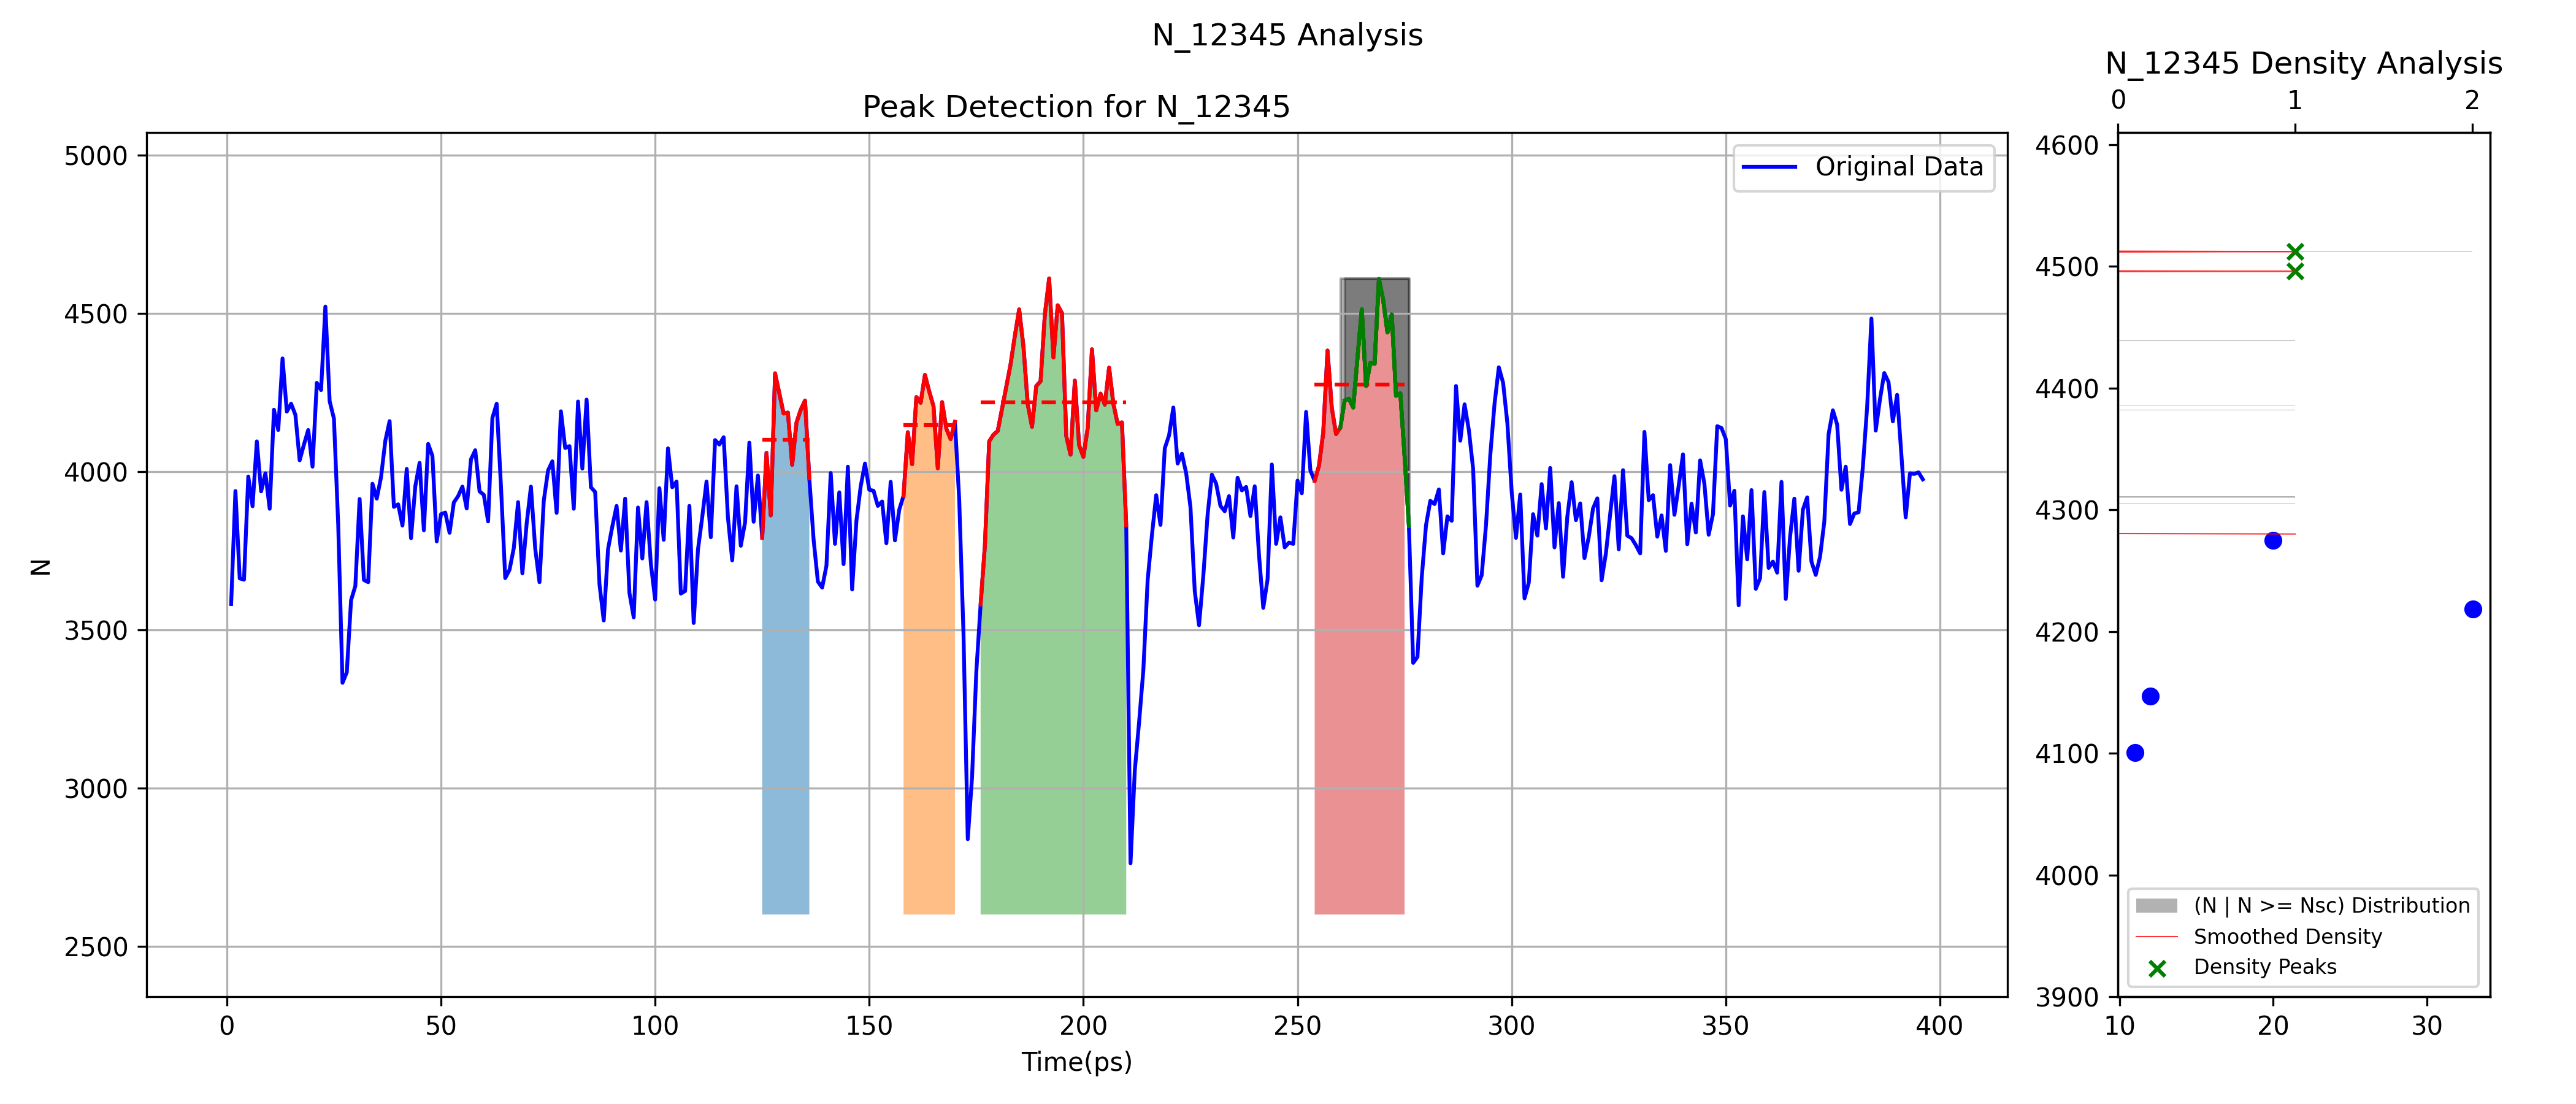 N_12345 Analysis
Peak Detection for N_12345
5000
4500
4000
3500
3000
2500
N
0 50 100 150 200 250 300 350 400
Time(ps)
Original Data
N_12345 Density Analysis
0 1 2
4600
4500
4400
4300
4200
4100
4000
3900
10 20 30
(N | N >= Nsc) Distribution
Smoothed Density
Density Peaks